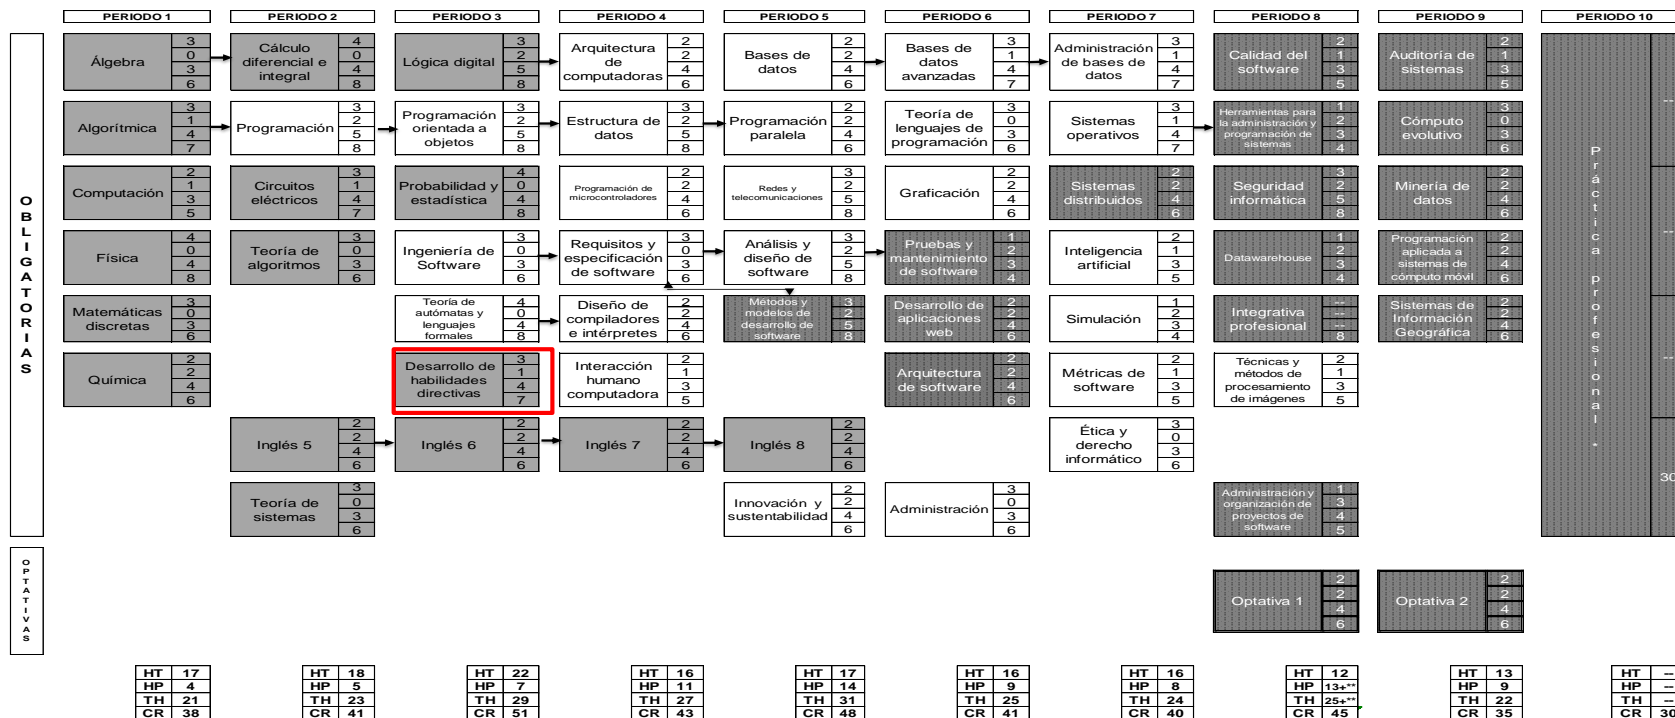 PERIODO 1 PERIODO 2 PERIODO 3 PERIODO 4 PERIODO 5 PERIODO 6 PERIODO 7 PERIODO 8 PERIODO 9 PERIODO 10
OBLIGATORIAS
Álgebra 3 0 3 6
Cálculo diferencial e integral 4 0 4 8
Lógica digital 3 2 5 8
Arquitectura de computadoras 2 2 4 6
Bases de datos 2 2 4 6
Bases de datos avanzadas 3 1 4 7
Administración de bases de datos 3 1 4 7
Calidad del software 2 1 3 5
Auditoría de sistemas 2 1 3 5
Algorítmica 3 1 4 7
Programación 3 2 5 8
Programación orientada a objetos 3 2 5 8
Estructura de datos 3 2 5 8
Programación paralela 2 2 4 6
Teoría de lenguajes de programación 3 0 3 6
Sistemas operativos 3 1 4 7
Herramientas para la administración y programación de sistemas 1 2 3 4
Cómputo evolutivo 3 0 3 6
Computación 2 1 3 5
Circuitos eléctricos 3 1 4 7
Probabilidad y estadística 4 0 4 8
Programación de microcontroladores 2 2 4 6
Redes y telecomunicaciones 3 2 5 8
Graficación 2 2 4 6
Sistemas distribuidos 2 2 4 6
Seguridad informática 3 2 5 8
Minería de datos 2 2 4 6
Física 4 0 4 8
Teoría de algoritmos 3 0 3 6
Ingeniería de Software 3 0 3 6
Requisitos y especificación de software 3 0 3 6
Análisis y diseño de software 3 2 5 8
Pruebas y mantenimiento de software 1 2 3 4
Inteligencia artificial 2 1 3 5
Datawarehouse 1 2 3 4
Programación aplicada a sistemas de cómputo móvil 2 2 4 6
Matemáticas discretas 3 0 3 6
Teoría de autómatas y lenguajes formales 4 0 4 8
Diseño de compiladores e intérpretes 2 2 4 6
Métodos y modelos de desarrollo de software 3 2 5 8
Desarrollo de aplicaciones web 2 2 4 6
Simulación 1 2 3 4
Integrativa profesional -- -- -- 8
Sistemas de Información Geográfica 2 2 4 6
Química 2 2 4 6
Desarrollo de habilidades directivas 3 1 4 7
Interacción humano computadora 2 1 3 5
Arquitectura de software 2 2 4 6
Métricas de software 2 1 3 5
Técnicas y métodos de procesamiento de imágenes 2 1 3 5
Inglés 5 2 2 4 6
Inglés 6 2 2 4 6
Inglés 7 2 2 4 6
Inglés 8 2 2 4 6
Ética y derecho informático 3 0 3 6
Teoría de sistemas 3 0 3 6
Innovación y sustentabilidad 2 2 4 6
Administración 3 0 3 6
Administración y organización de proyectos de software 1 3 4 5
Práctica profesional * -- -- -- 30
OPTATIVAS
Optativa 1 2 2 4 6
Optativa 2 2 2 4 6
HT 17 HT 18 HT 22 HT 16 HT 17 HT 16 HT 16 HT 12 HT 13 HT --
HP 4 HP 5 HP 7 HP 11 HP 14 HP 9 HP 8 HP 13+** HP 9 HP --
TH 21 TH 23 TH 29 TH 27 TH 31 TH 25 TH 24 TH 25+** TH 22 TH --
CR 38 CR 41 CR 51 CR 43 CR 48 CR 41 CR 40 CR 45 CR 35 CR 30